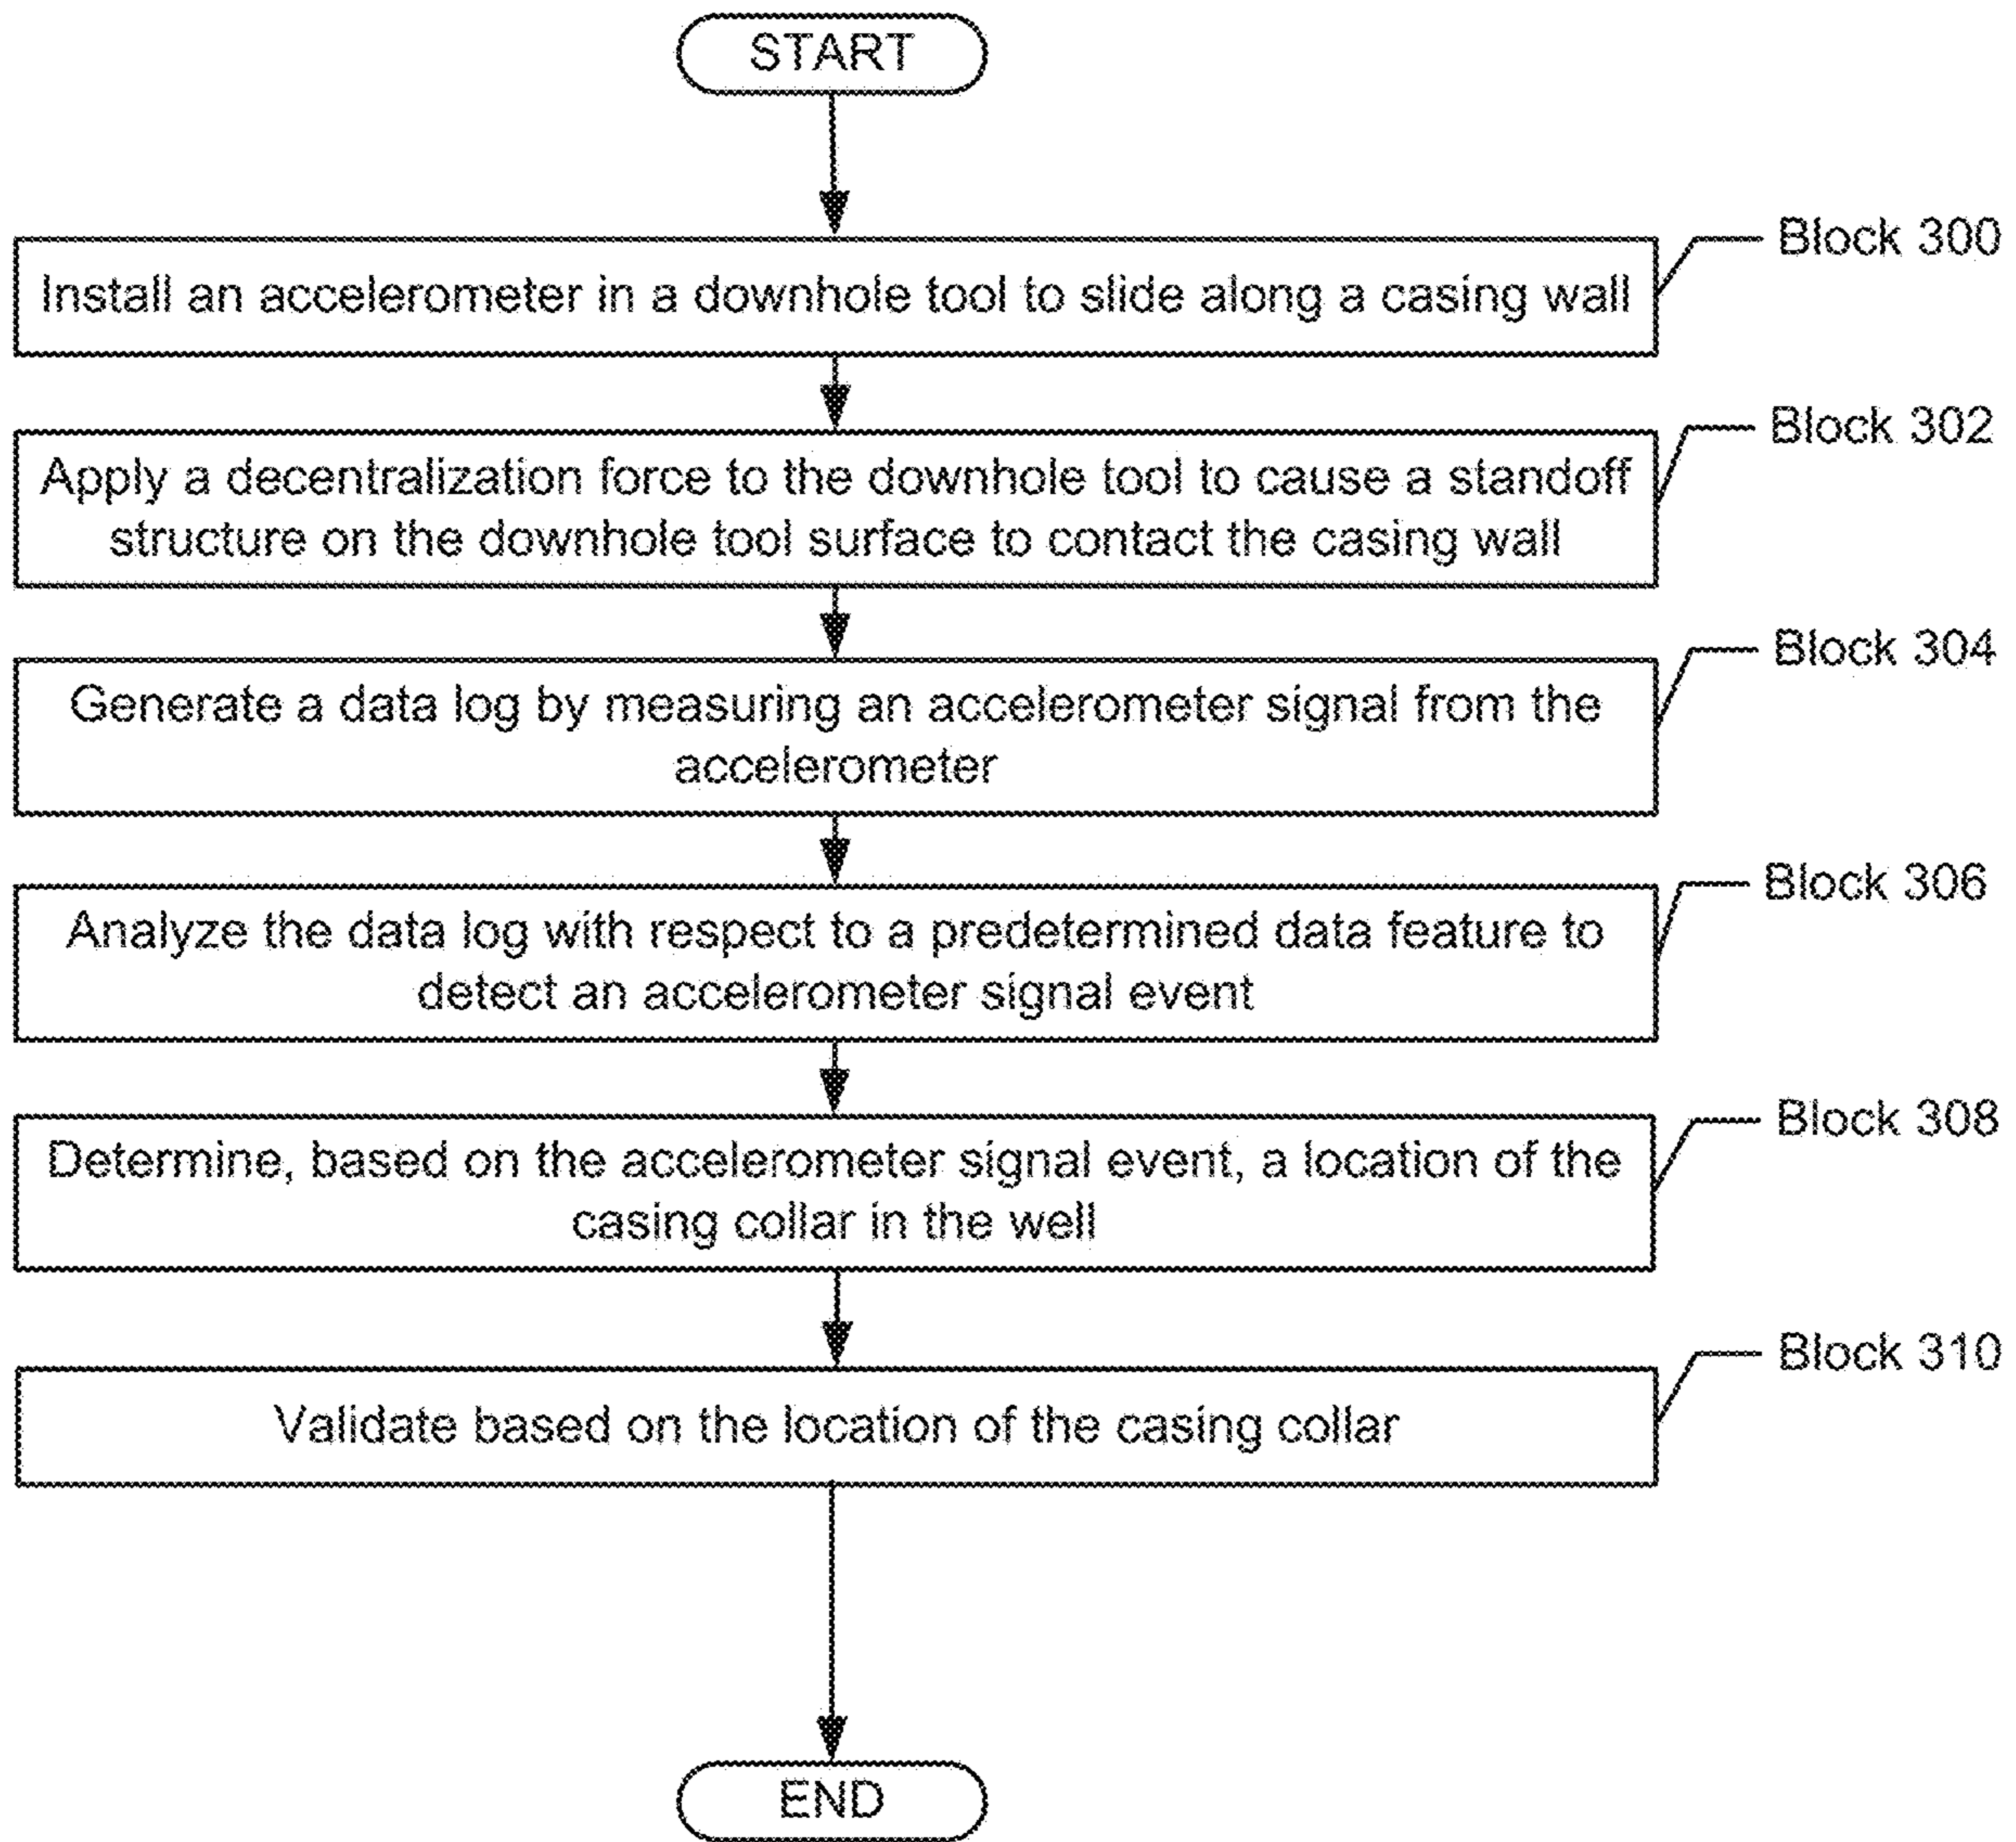 START
Block 300
Install an accelerometer in a downhole tool to slide along a casing wall
Block 302
Apply a decentralization force to the downhole tool to cause a standoff
structure on the downhole tool surface to contact the casing wall
Block 304
Generate a data log by measuring an accelerometer signal from the
accelerometer
Block 306
Analyze the data log with respect to a predetermined data feature to
detect an accelerometer signal event
Block 308
Determine, based on the accelerometer signal event, a location of the
casing collar in the well
Block 310
Validate based on the location of the casing collar
END